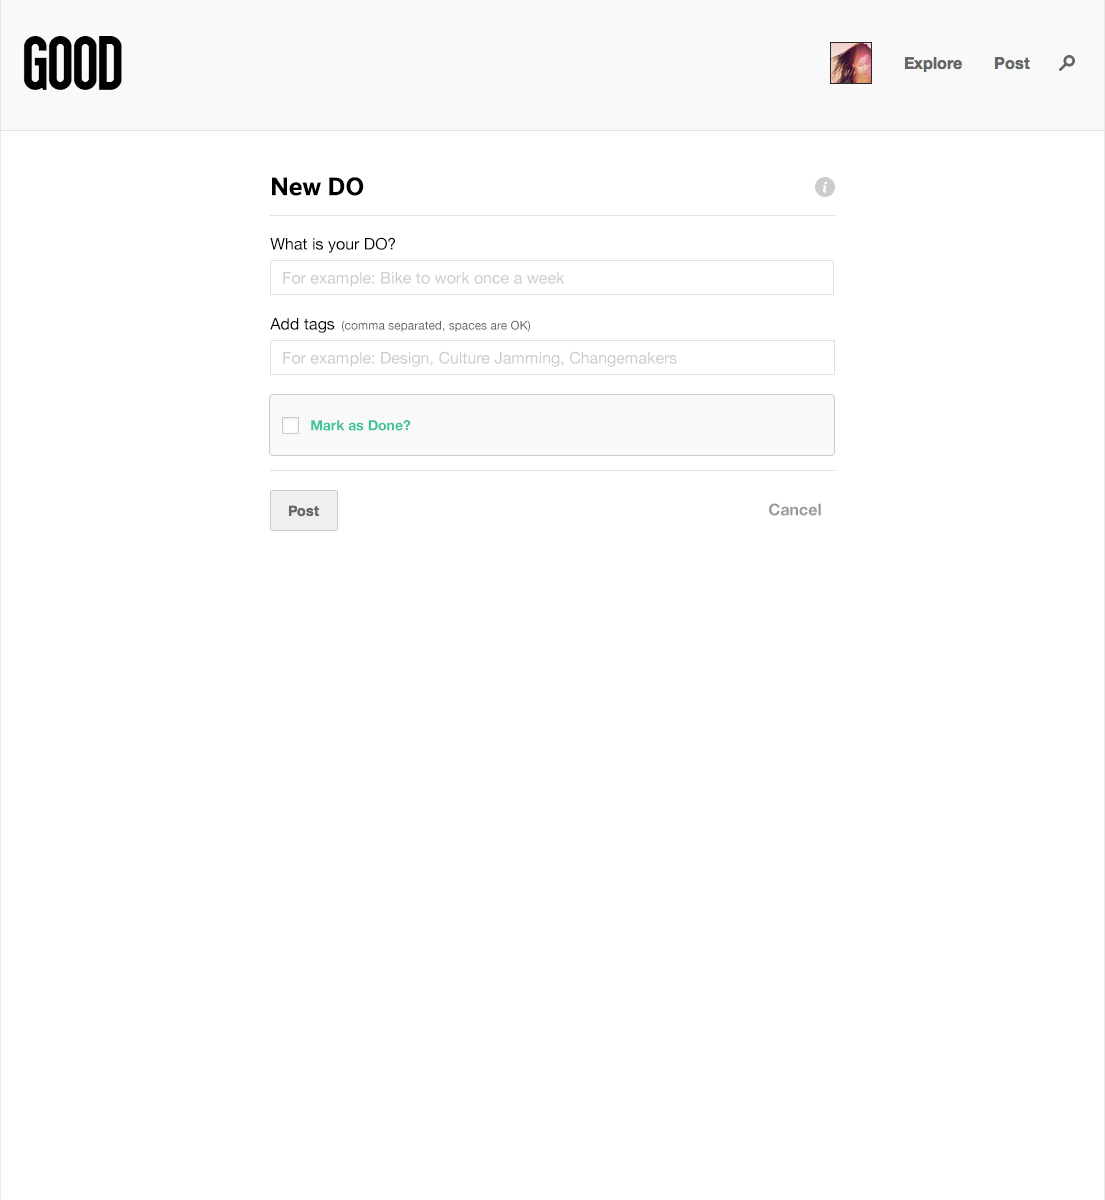 GOOD
Explore Post
New DO
i
What is your DO?
For example: Bike to work once a week
Add tags (comma separated, spaces are OK)
For example: Design, Culture Jamming, Changemakers
Mark as Done?
Post Cancel